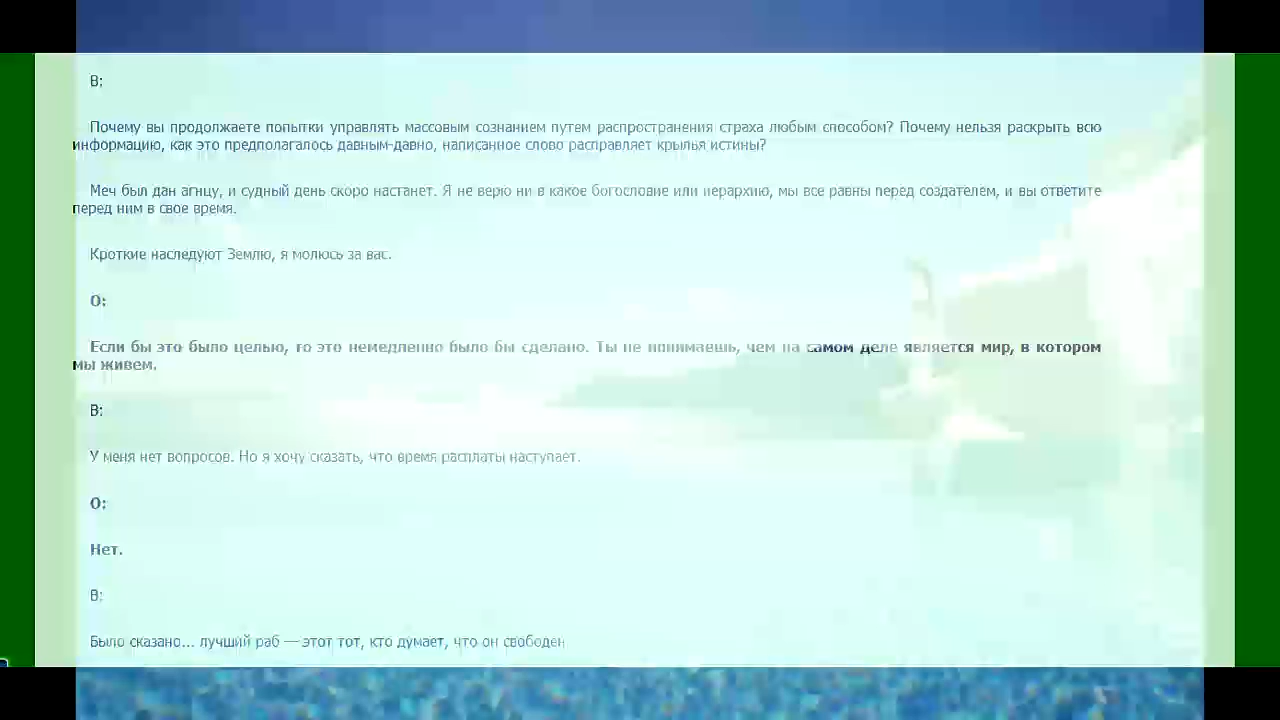 В:
Почему вы продолжаете попытки управлять массовым сознанием путем распространения страха любым способом? Почему нельзя раскрыть всю
информацию, как это предполагалось давным-давно, написанное слово расправляет крылья истины?
Меч был дан агнцу, и судный день скоро настанет. Я не верю ни в какое богословие или иерархию, мы все равны перед создателем, и вы ответите
перед ним в свое время.
Кроткие наследуют Землю, я молюсь за вас.
О:
Если бы это было целью, то это немедленно было бы сделано. Ты не понимаешь, чем на самом деле является мир, в котором
мы живем.
В:
У меня нет вопросов. Но я хочу сказать, что время расплаты наступает.
О:
Нет.
В:
Было сказано... лучший раб — этот тот, кто думает, что он свободен